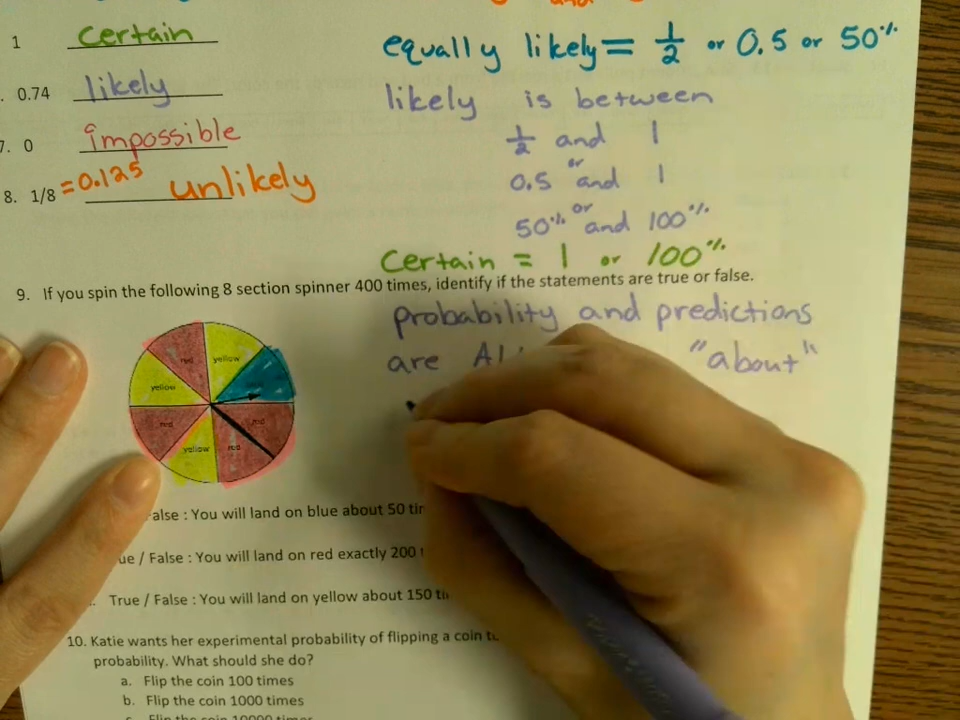 and
1 certain
equally likely = 1/2 or 0.5 or 50%
. 0.74 likely
likely is between
1/2 and 1
7. 0 impossible
or
0.5 and 1
8. 1/8 = 0.125 unlikely
or
50% and 100%
Certain = 1 or 100%
9. If you spin the following 8 section spinner 400 times, identify if the statements are true or false.
probability and predictions
are "about"
red yellow
yellow
red red
yellow red
alse : You will land on blue about 50
ue / False : You will land on red exactly 200
. True / False : You will land on yellow about 150
10. Katie wants her experimental probability of flipping a coin
probability. What should she do?
a. Flip the coin 100 times
b. Flip the coin 1000 times
c. Flip the coin 10000 times